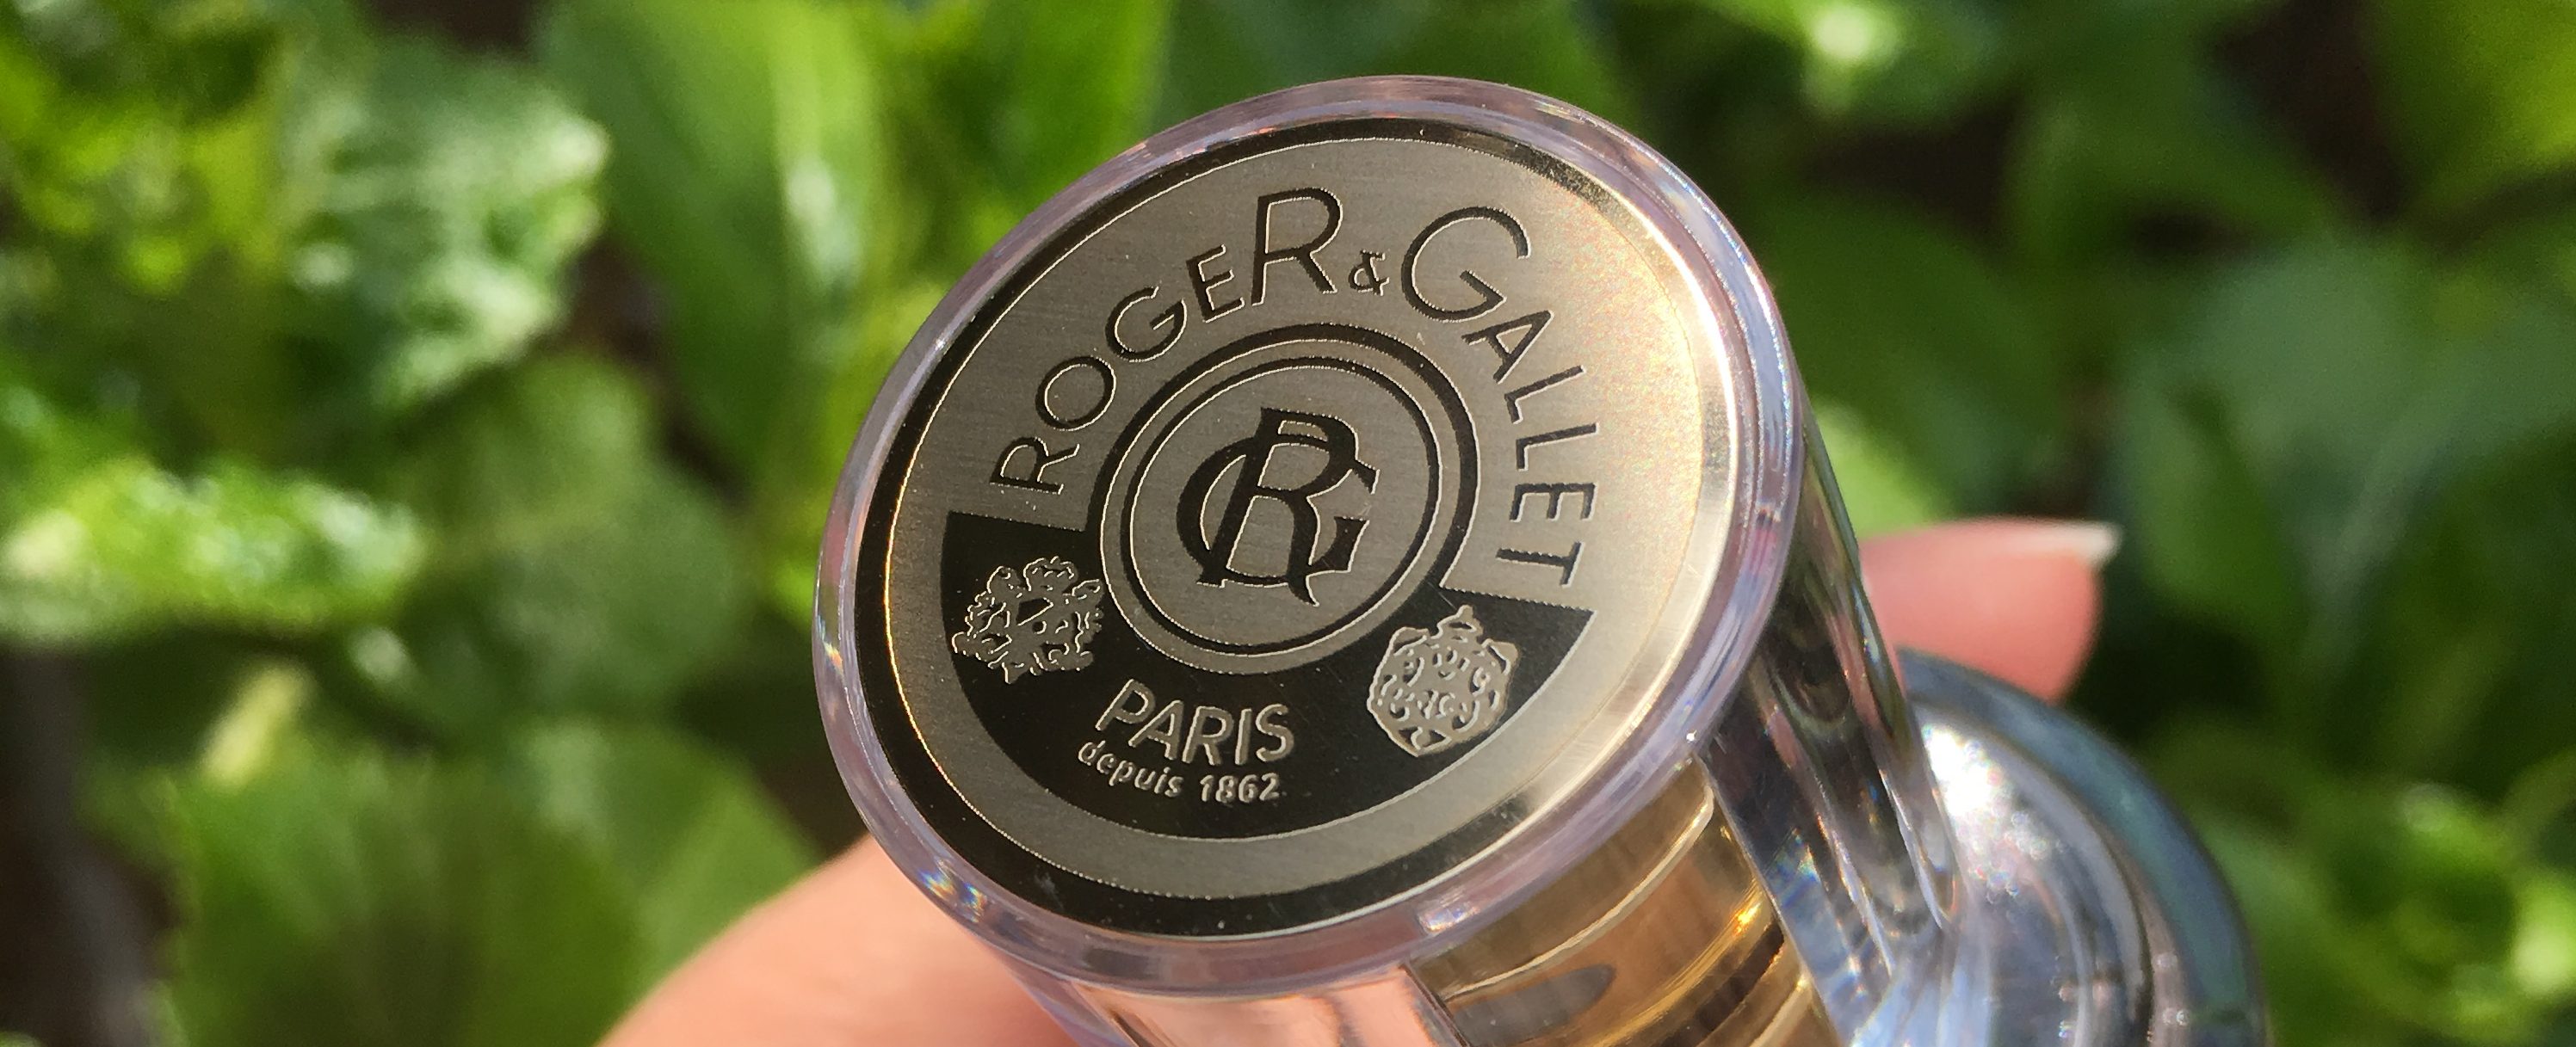 ROGER&GALLET
RG
PARIS
depuis 1862